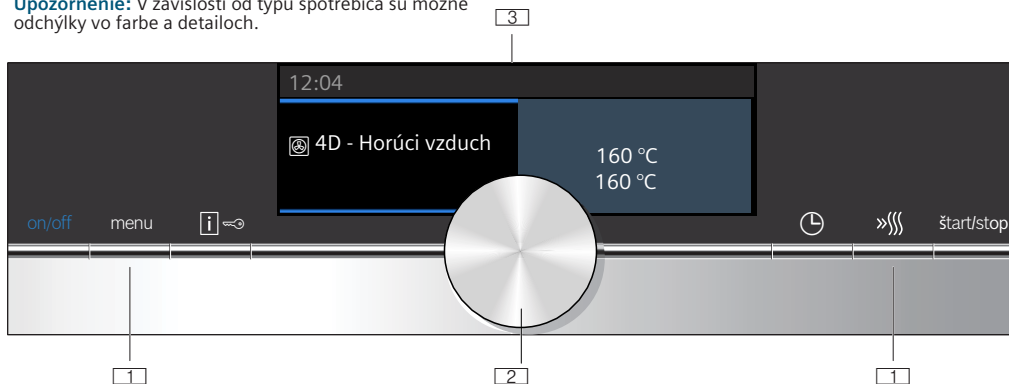 Upozornenie: V závislosti od typu spotrebiča sú možné
odchýlky vo farbe a detailoch.
3
12:04
4D - Horúci vzduch
160 °C
160 °C
on/off menu i štart/stop
1 2 1